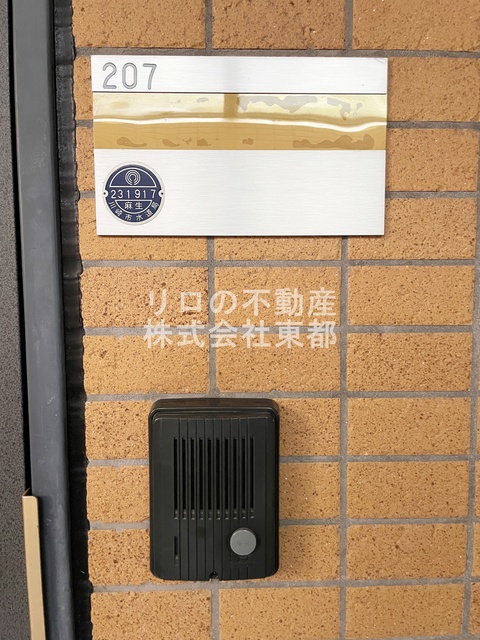 207
231917
麻生
川崎市水道局
リロの不動産
株式会社東都